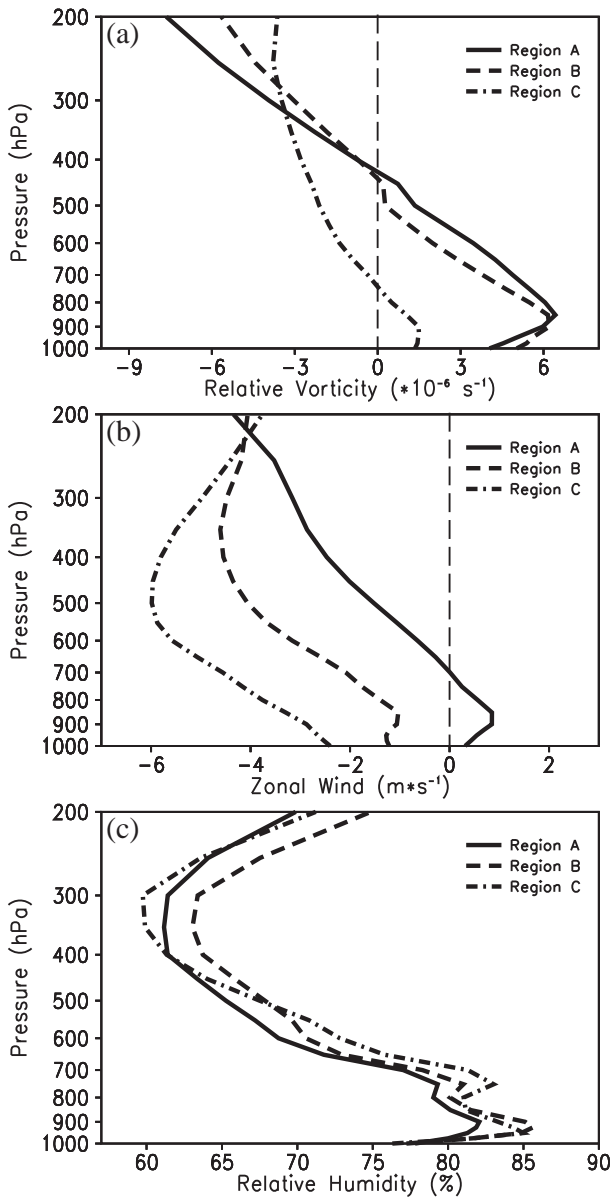 (a)
Region A
Region B
Region C
200
300
400
500
600
700
800
900
1000
Pressure (hPa)
-9 -6 -3 0 3 6
Relative Vorticity (*10⁻⁶ s⁻¹)
(b)
Region A
Region B
Region C
200
300
400
500
600
700
800
900
1000
Pressure (hPa)
-6 -4 -2 0 2
Zonal Wind (m*s⁻¹)
(c)
Region A
Region B
Region C
200
300
400
500
600
700
800
900
1000
Pressure (hPa)
60 65 70 75 80 85 90
Relative Humidity (%)